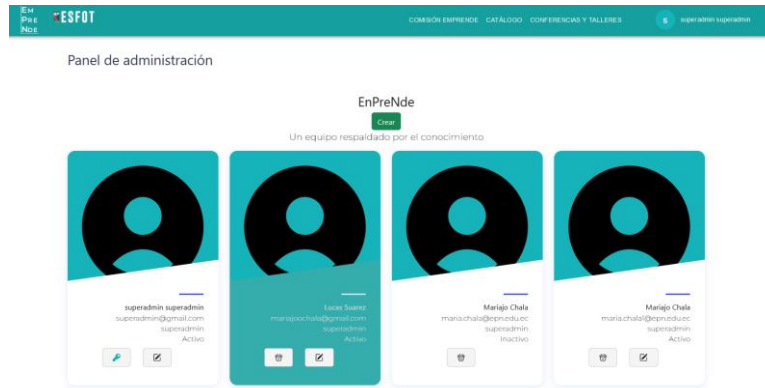 EM
PRE
NDE
ESFOT
COMISIÓN EMPRENDE CATÁLOGO CONFERENCIAS Y TALLERES
S superadmin superadmin
Panel de administración
EnPreNde
Crear
Un equipo respaldado por el conocimiento
superadmin superadmin
superadmin@gmail.com
superadmin
Activo
Lucas Suarez
mariajoochala@gmail.com
superadmin
Activo
Mariajo Chala
maria.chala@epn.edu.ec
superadmin
Inactivo
Mariajo Chala
maria.chalal@epn.edu.ec
superadmin
Activo